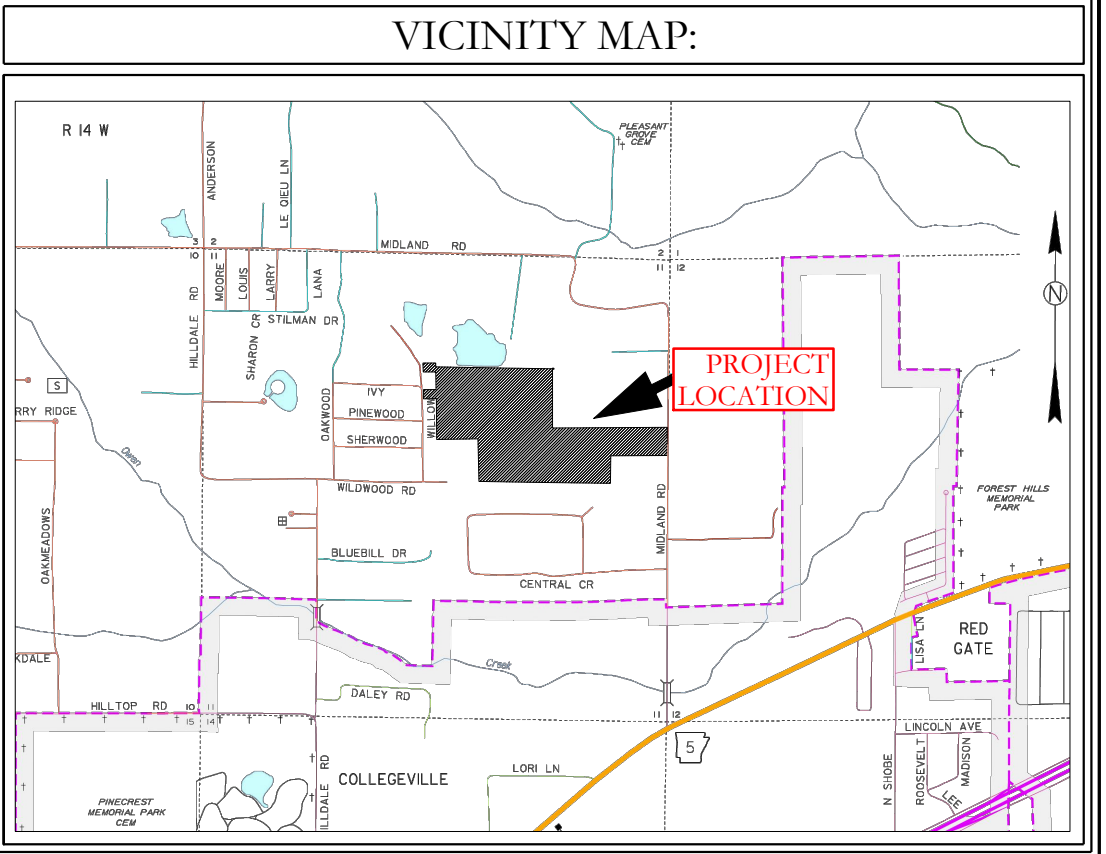 VICINITY MAP:
R 14 W
PLEASANT
GROVE
CEM
ANDERSON
LE QIEU LN
3 2
10 11
MIDLAND RD
2 1
11 12
HILLDALE RD
MOORE
LOUIS
LARRY
LANA
STILMAN DR
SHARON CR
N
PROJECT
LOCATION
S
RRY RIDGE
IVY
PINEWOOD
SHERWOOD
OAKWOOD
WILLOW
WILDWOOD RD
Owen
FOREST HILLS
MEMORIAL
PARK
OAKMEADOWS
MIDLAND RD
BLUEBILL DR
CENTRAL CR
LISA LN
RED
GATE
KDALE
Creek
DALEY RD
HILLTOP RD
10 11
15 14
11 12
5
LINCOLN AVE
COLLEGEVILLE
LORI LN
ILLDALE RD
N SHOBE
ROOSEVELT
MADISON
LEE
PINECREST
MEMORIAL PARK
CEM